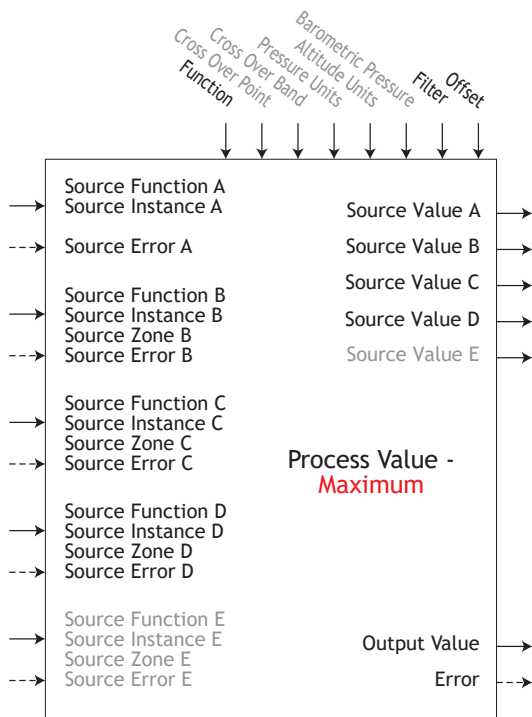 Function
Cross Over Point
Cross Over Band
Pressure Units
Altitude Units
Barometric Pressure
Filter
Offset
Source Function A
Source Instance A
Source Error A
Source Function B
Source Instance B
Source Zone B
Source Error B
Source Function C
Source Instance C
Source Zone C
Source Error C
Source Function D
Source Instance D
Source Zone D
Source Error D
Source Function E
Source Instance E
Source Zone E
Source Error E
Source Value A
Source Value B
Source Value C
Source Value D
Source Value E
Process Value -
Maximum
Output Value
Error